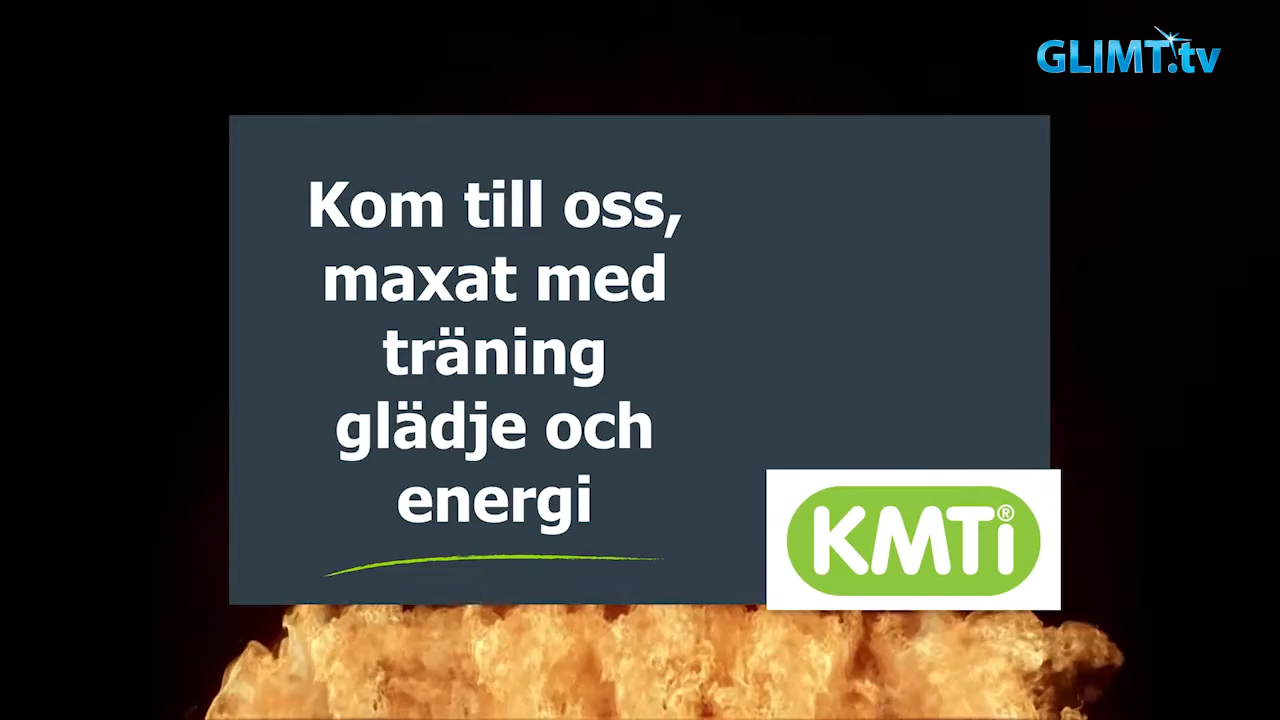 GLIMT.tv
Kom till oss,
maxat med
träning
glädje och
energi
KMTi®